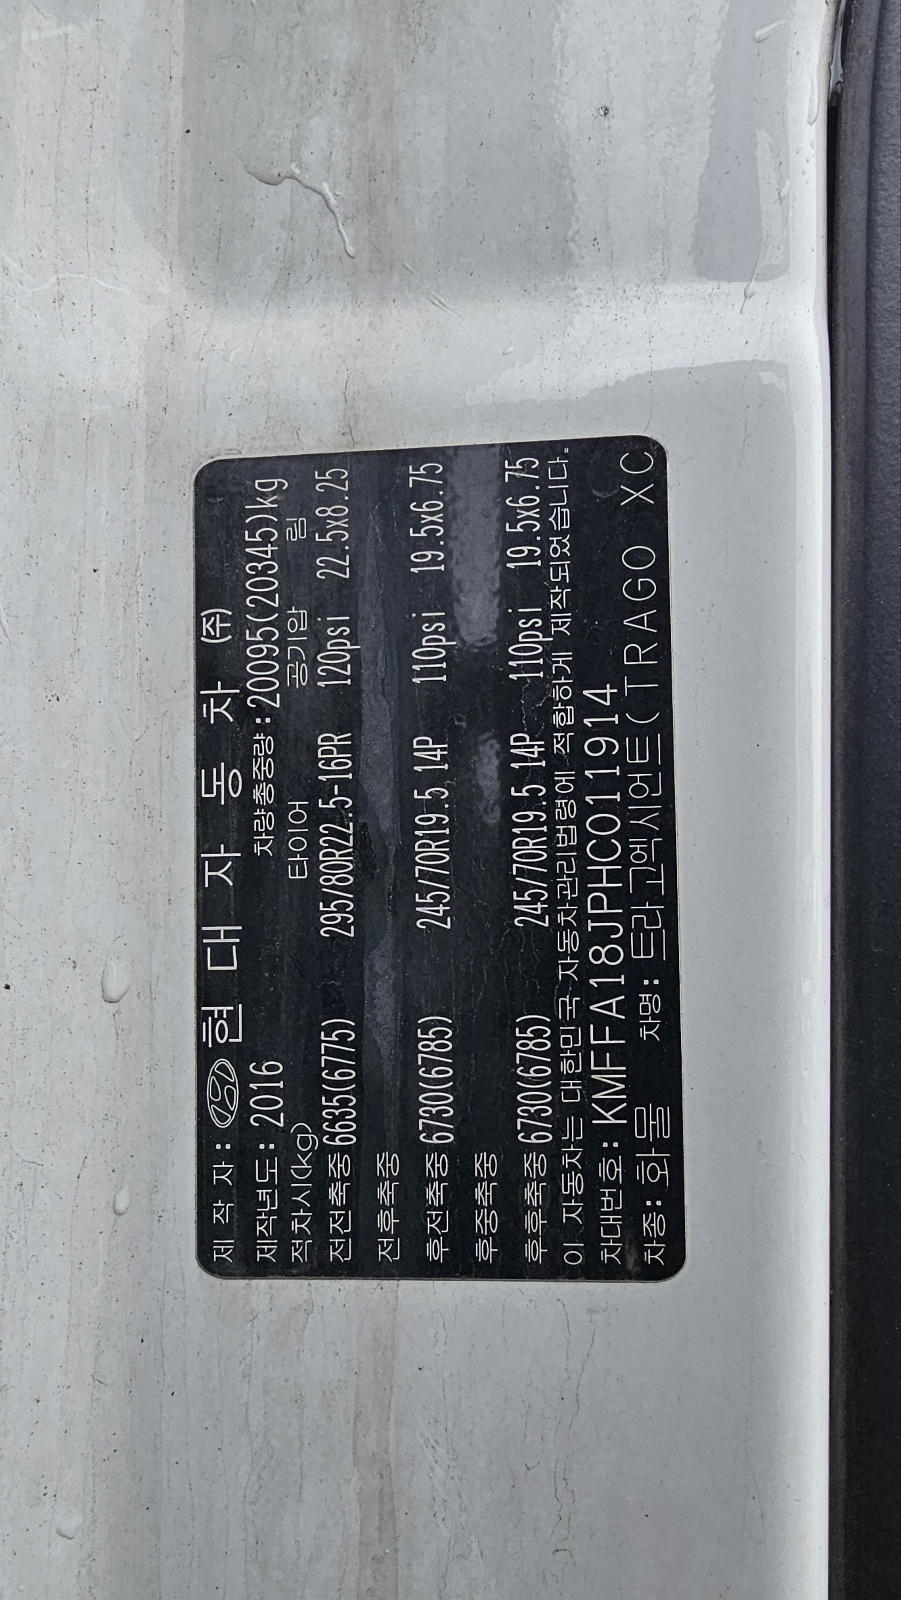 제 작 자 : 현 대 자 동 차 (주)
제작년도 : 2016 차량총중량 : 20095(20345)kg
적차시(kg) 타이어 공기압 림
전전축중 6635(6775) 295/80R22.5-16PR 120psi 22.5x8.25
전후축중
후전축중 6730(6785) 245/70R19.5, 14P 110psi 19.5x6.75
후중축중
후후축중 6730(6785) 245/70R19.5 14P 110psi 19.5x6.75
이 자동차는 대한민국 자동차관리법령에 적합하게 제작되었습니다.
차대번호 : KMFFA18JPHC011914
차종 : 화물 차명 : 트라고엑시언트(TRAGO XC